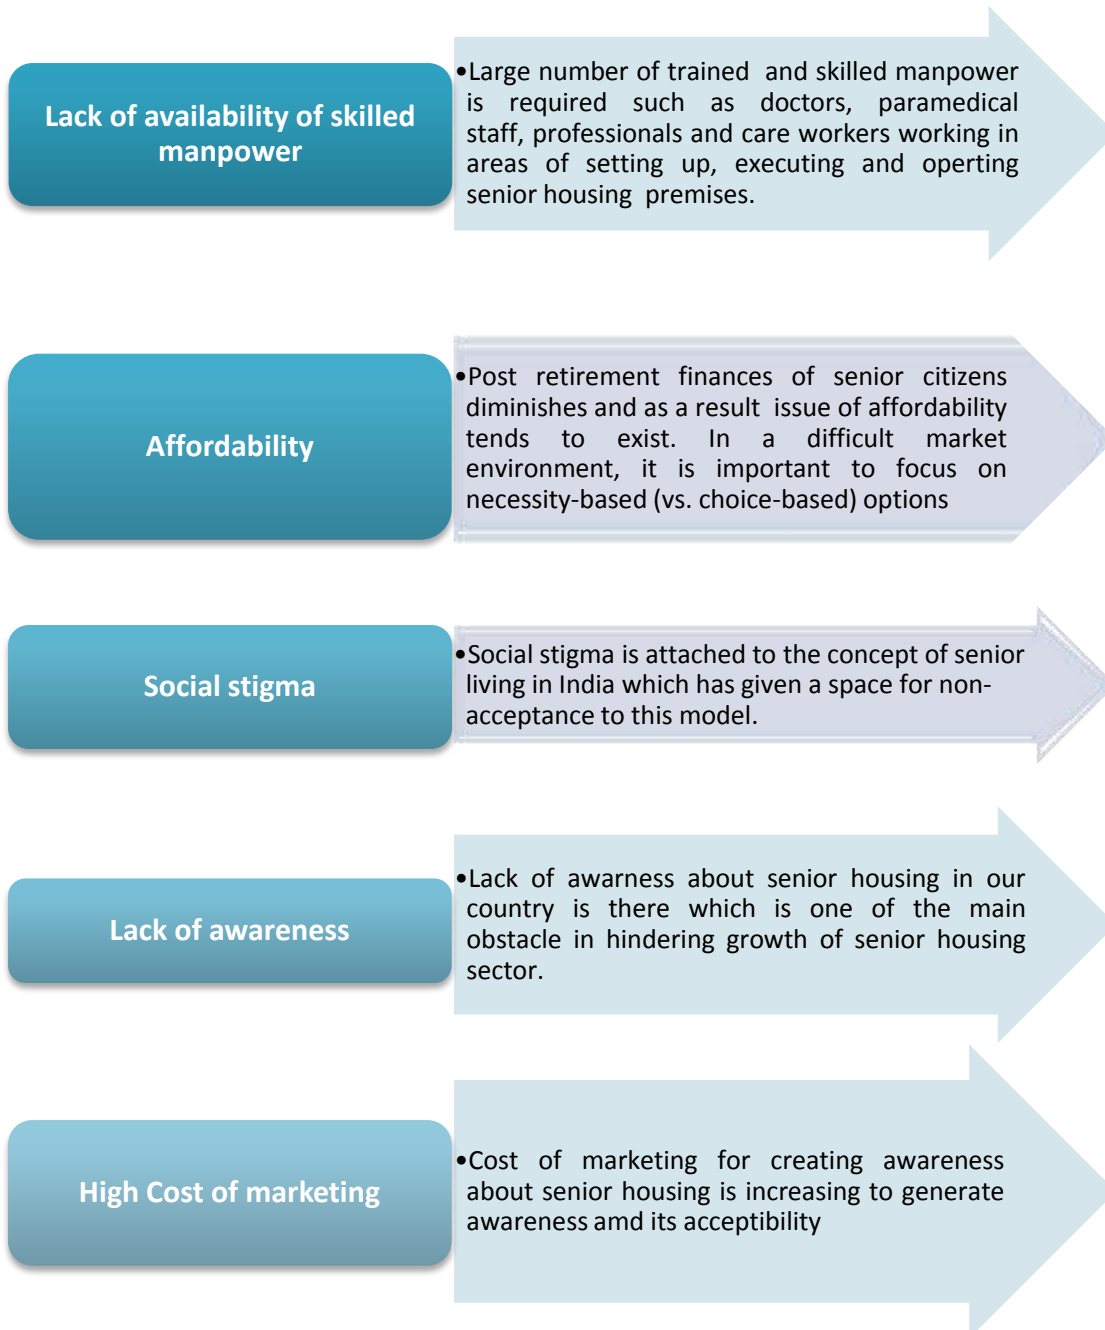 Lack of availability of skilled
manpower
•Large number of trained and skilled manpower
is required such as doctors, paramedical
staff, professionals and care workers working in
areas of setting up, executing and operting
senior housing premises.
Affordability
•Post retirement finances of senior citizens
diminishes and as a result issue of affordability
tends to exist. In a difficult market
environment, it is important to focus on
necessity-based (vs. choice-based) options
Social stigma
•Social stigma is attached to the concept of senior
living in India which has given a space for non-
acceptance to this model.
Lack of awareness
•Lack of awarness about senior housing in our
country is there which is one of the main
obstacle in hindering growth of senior housing
sector.
High Cost of marketing
•Cost of marketing for creating awareness
about senior housing is increasing to generate
awareness amd its acceptibility